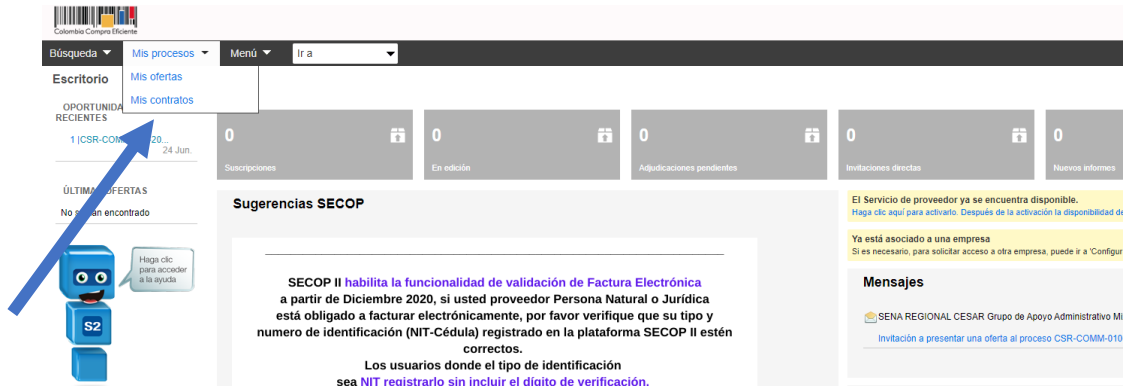 Colombia Compra Eficiente
Búsqueda Mis procesos Menú Ir a
Mis ofertas
Mis contratos
Escritorio
OPORTUNIDA
RECIENTES
1 |CSR-COM 20...
24 Jun.
ÚLTIMA OFERTAS
No encontrado
Haga clic
para acceder
a la ayuda
S2
0
Suscripciones
0
En edición
0
Adjudicaciones pendientes
0
Invitaciones directas
0
Nuevos informes
Sugerencias SECOP
SECOP II habilita la funcionalidad de validación de Factura Electrónica
a partir de Diciembre 2020, si usted proveedor Persona Natural o Jurídica
está obligado a facturar electrónicamente, por favor verifique que su tipo y
numero de identificación (NIT-Cédula) registrado en la plataforma SECOP II estén
correctos.
Los usuarios donde el tipo de identificación
sea NIT registrarlo sin incluir el dígito de verificación.
El Servicio de proveedor ya se encuentra disponible.
Haga clic aquí para activarlo. Después de la activación la disponibilidad de
Ya está asociado a una empresa
Si es necesario, para solicitar acceso a otra empresa, puede ir a 'Configur
Mensajes
SENA REGIONAL CESAR Grupo de Apoyo Administrativo Mi
Invitación a presentar una oferta al proceso CSR-COMM-010